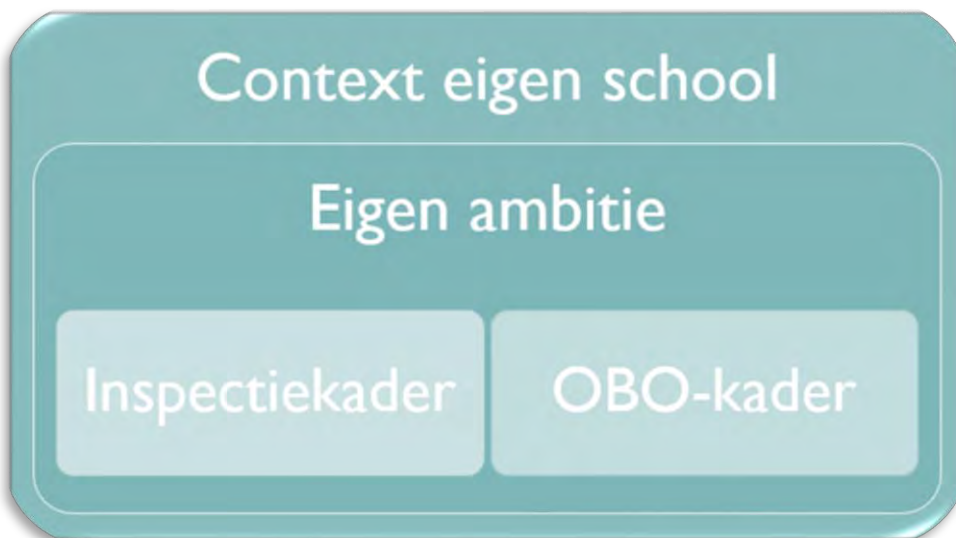 Context eigen school
Eigen ambitie
Inspectiekader
OBO-kader